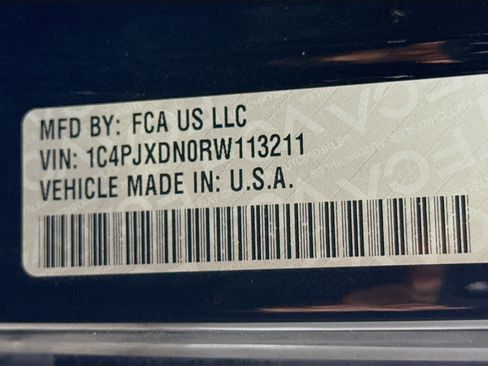 MFD BY: FCA US LLC
VIN: 1C4PJXDN0RW113211
VEHICLE MADE IN: U.S.A.